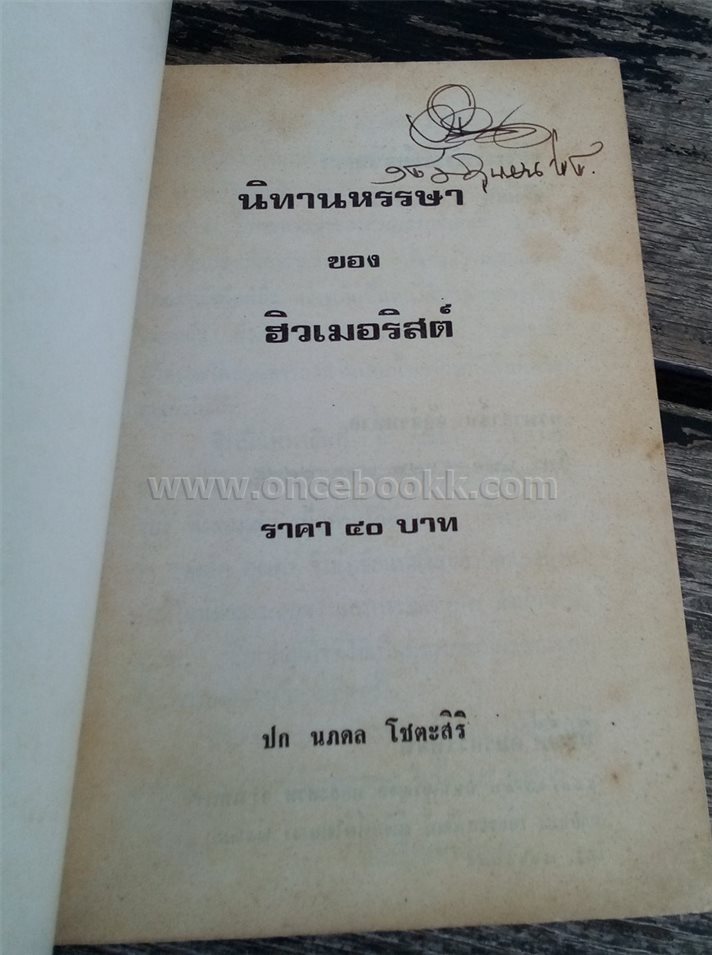 นิทานหรรษา
ของ
ฮิวเมอริสต์
www.oncebookk.com
ราคา ๔๐ บาท
ปก นภดล โชตะสิริ